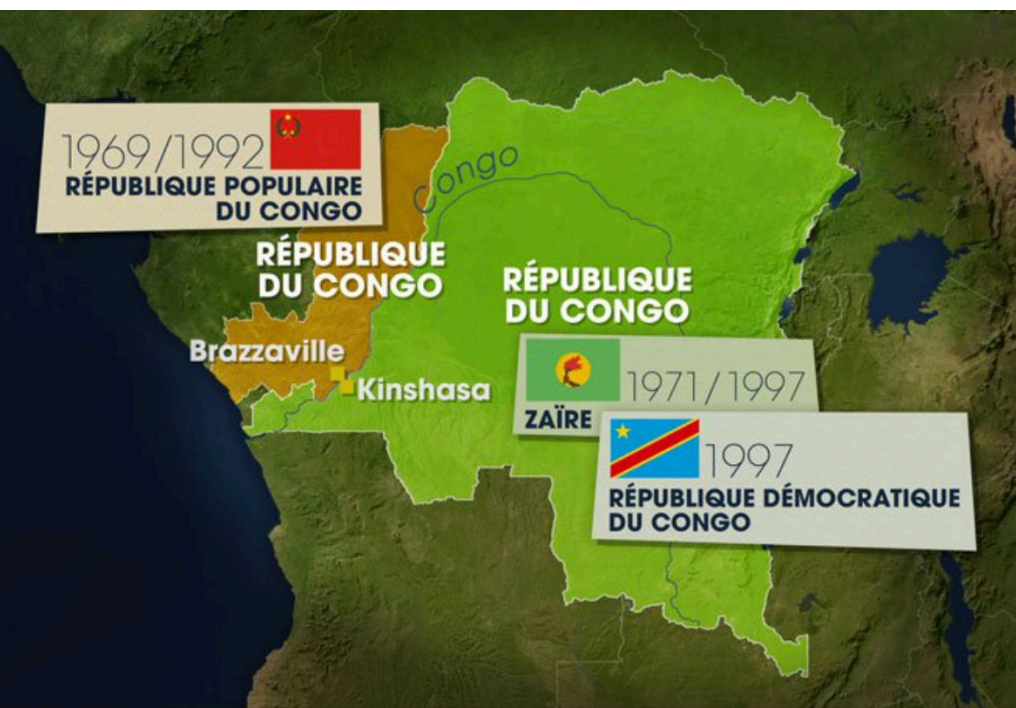 1969/1992
RÉPUBLIQUE POPULAIRE
DU CONGO
Congo
RÉPUBLIQUE
DU CONGO
RÉPUBLIQUE
DU CONGO
Brazzaville
Kinshasa
1971/1997
ZAÏRE
1997
RÉPUBLIQUE DÉMOCRATIQUE
DU CONGO